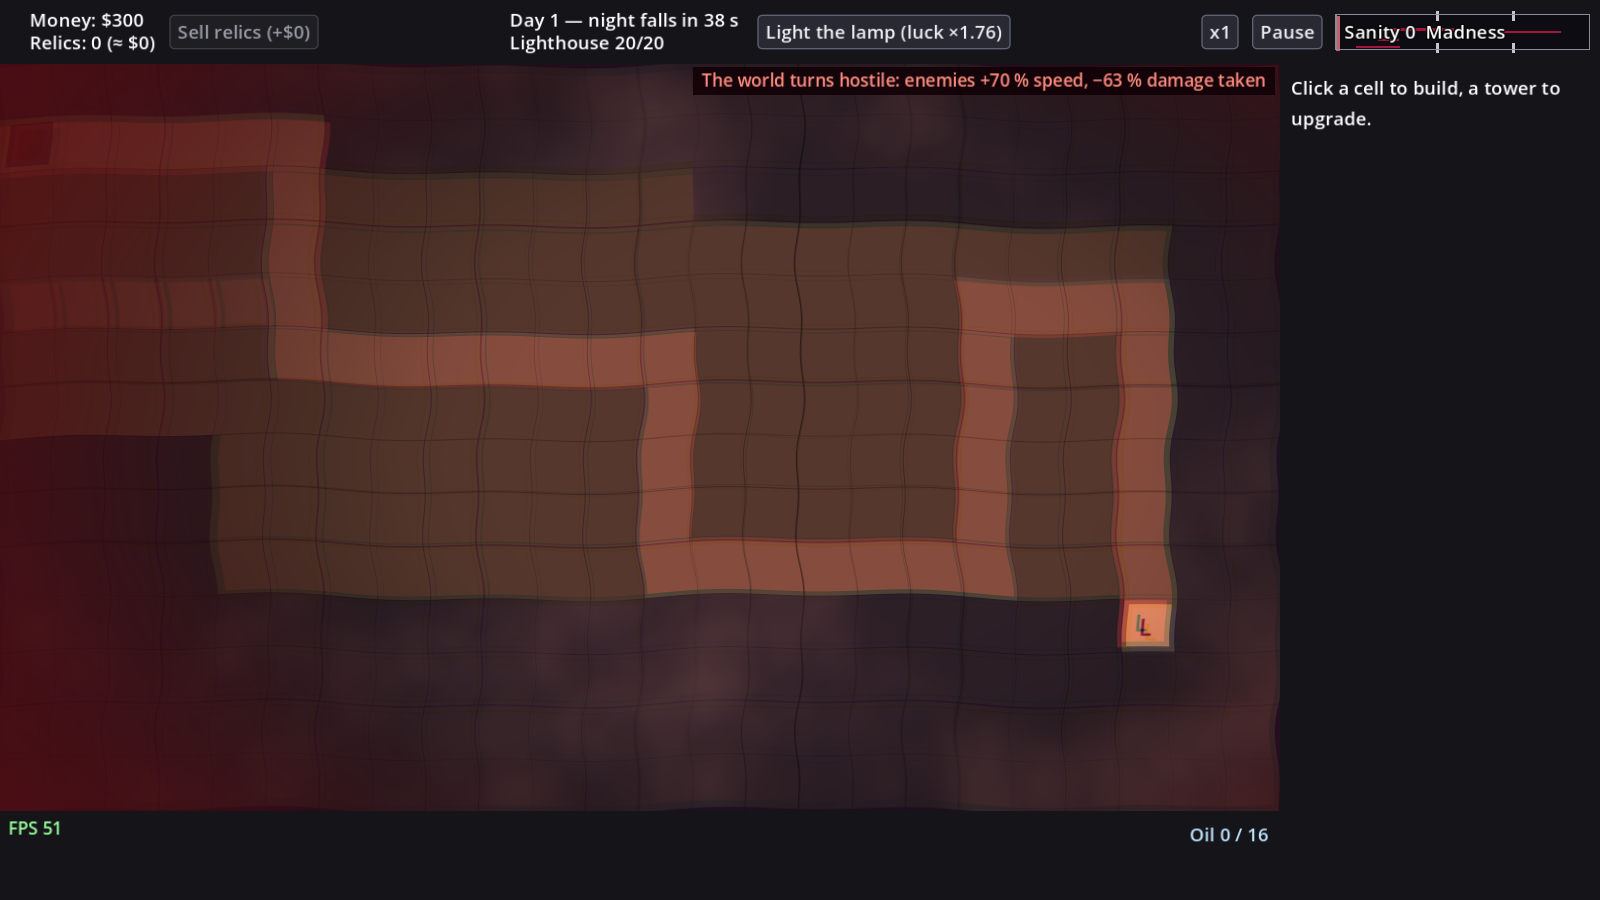 Money: $300
Relics: 0 (≈ $0)
Sell relics (+$0)
Day 1 — night falls in 38 s
Lighthouse 20/20
Light the lamp (luck ×1.76)
x1
Pause
Sanity 0 Madness
The world turns hostile: enemies +70 % speed, −63 % damage taken
Click a cell to build, a tower to
upgrade.
L
FPS 51
Oil 0 / 16